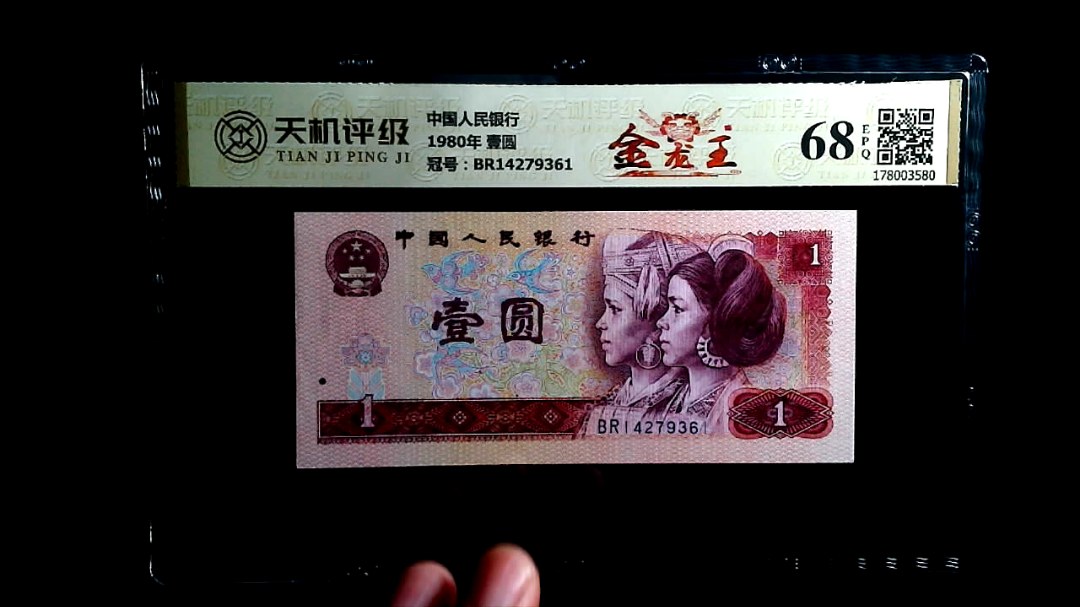 天机评级
TIAN JI PING JI
中国人民银行
1980年 壹圆
冠号：BR14279361
金龙王
68
EPQ
178003580
中国人民银行
1
壹圆
1
BR14279361
1